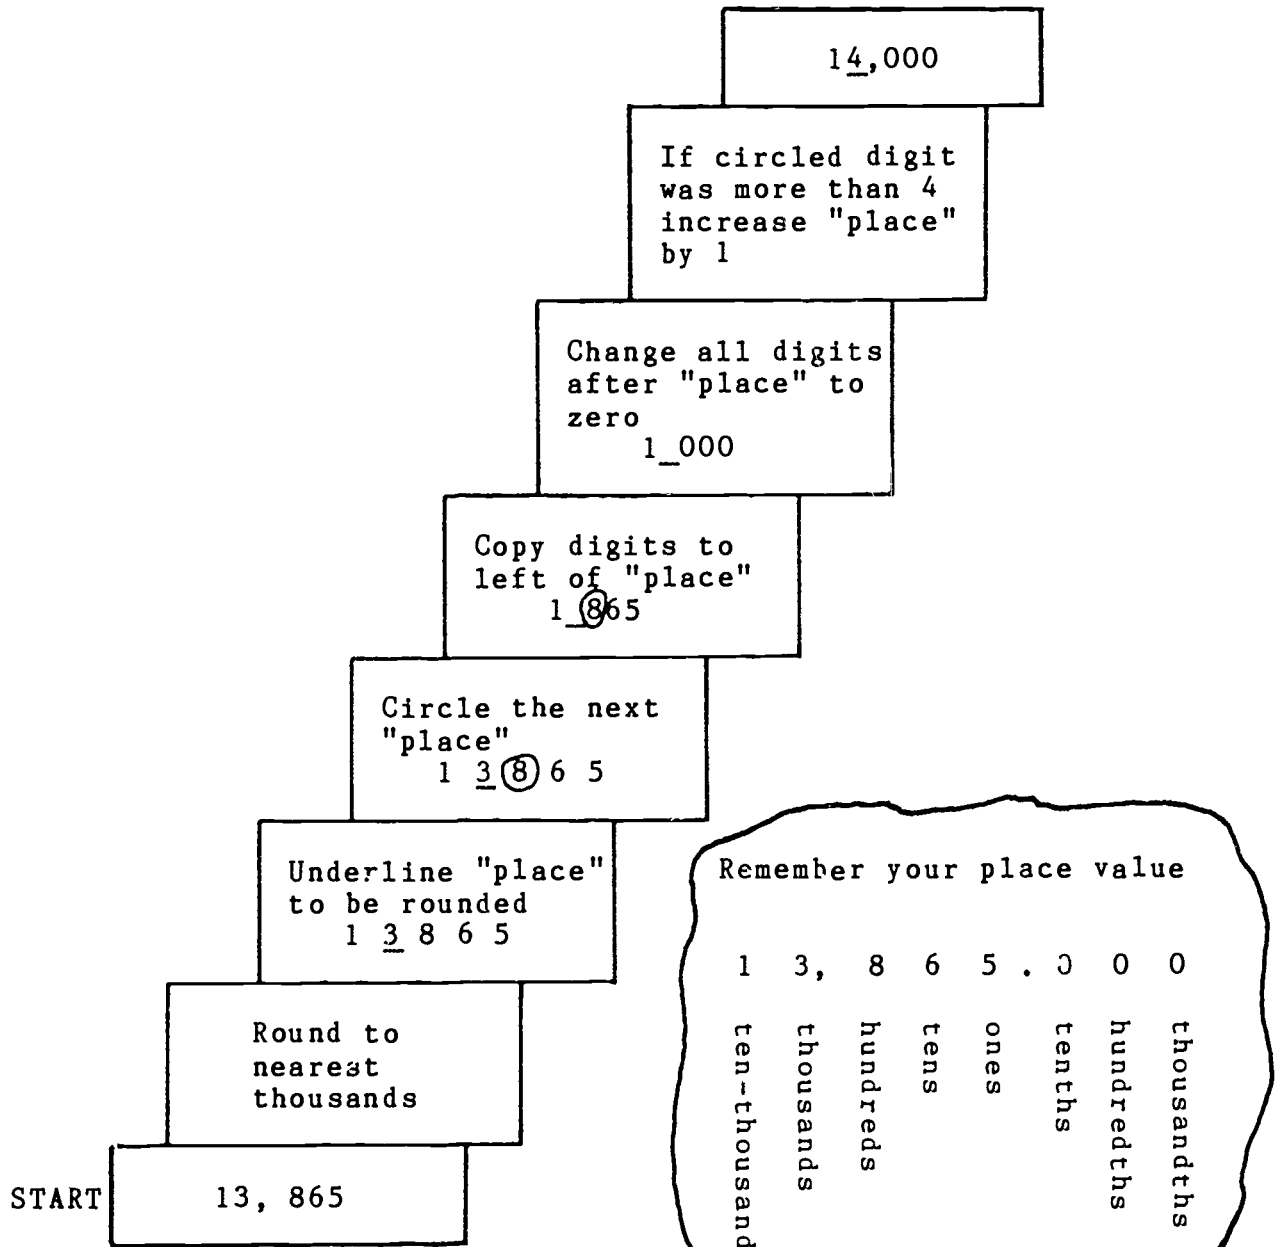 14,000
If circled digit
was more than 4
increase "place"
by 1
Change all digits
after "place" to
zero
1_000
Copy digits to
left of "place"
1_865
Circle the next
"place"
1 3 8 6 5
Underline "place"
to be rounded
1 3 8 6 5
Round to
nearest
thousands
START
13, 865
Remember your place value
1 3, 8 6 5 . 0 0 0
ten-thousand
thousands
hundreds
tens
ones
tenths
hundredths
thousandths